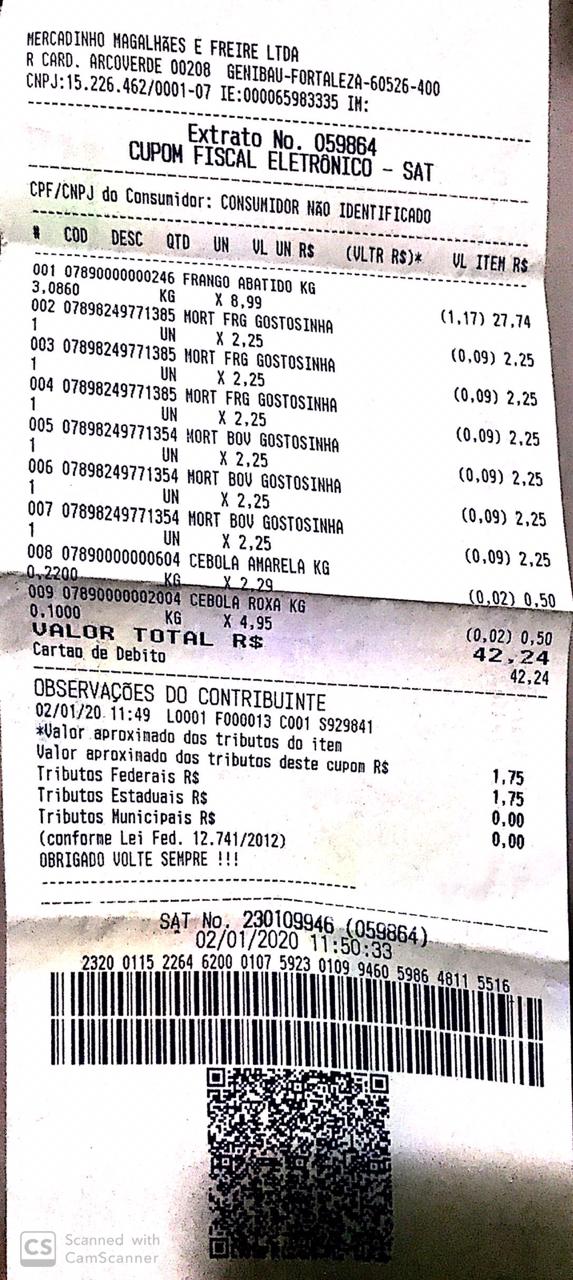 MERCADINHO MAGALHÃES E FREIRE LTDA
R CARD. ARCOVERDE 00208 GENIBAU-FORTALEZA-60526-400
CNPJ:15.226.462/0001-07 IE:000065983335 IM:
Extrato No. 059864
CUPOM FISCAL ELETRÔNICO - SAT
CPF/CNPJ do Consumidor: CONSUMIDOR NÃO IDENTIFICADO
# COD DESC QTD UN VL UN R$ (VLTR R$)* VL ITEM R$
001 07890000000246 FRANGO ABATIDO KG
3,0860 KG X 8,99 (1,17) 27,74
002 07898249771385 MORT FRG GOSTOSINHA
1 UN X 2,25 (0,09) 2,25
003 07898249771385 MORT FRG GOSTOSINHA
1 UN X 2,25 (0,09) 2,25
004 07898249771385 MORT FRG GOSTOSINHA
1 UN X 2,25 (0,09) 2,25
005 07898249771354 MORT BOV GOSTOSINHA
1 UN X 2,25 (0,09) 2,25
006 07898249771354 MORT BOV GOSTOSINHA
1 UN X 2,25 (0,09) 2,25
007 07898249771354 MORT BOV GOSTOSINHA
1 UN X 2,25 (0,09) 2,25
008 07890000000604 CEBOLA AMARELA KG
0,2200 KG X 2,29 (0,02) 0,50
009 07890000002004 CEBOLA ROXA KG
0,1000 KG X 4,95 (0,02) 0,50
VALOR TOTAL R$ 42,24
Cartao de Debito 42,24
OBSERVAÇÕES DO CONTRIBUINTE
02/01/20 11:49 L0001 F000013 C001 S929841
*Valor aproximado dos tributos do item
Valor aproximado dos tributos deste cupom R$ 1,75
Tributos Federais R$ 1,75
Tributos Estaduais R$ 0,00
Tributos Municipais R$ 0,00
(conforme Lei Fed. 12.741/2012)
OBRIGADO VOLTE SEMPRE !!!
SAT No. 230109946 (059864)
02/01/2020 11:50:33
2320 0115 2264 6200 0107 5923 0109 9460 5986 4811 5516
CS Scanned with
CamScanner